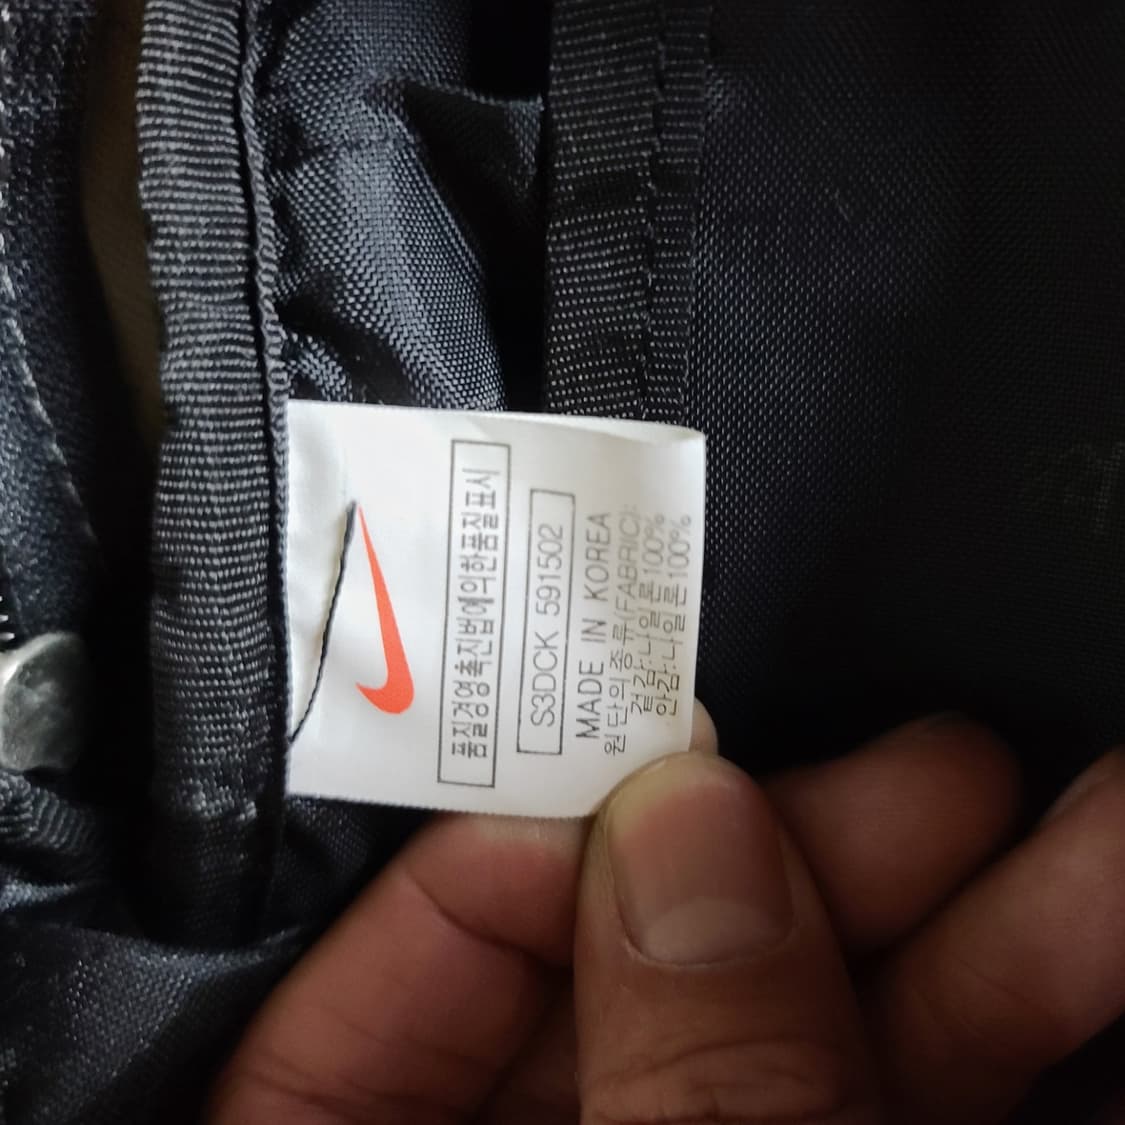 품질경영촉진법에의한품질표시
S3DCK 591502
MADE IN KOREA
원단의 종류(FABRIC):
겉감:나일론100%
안감:나일론100%